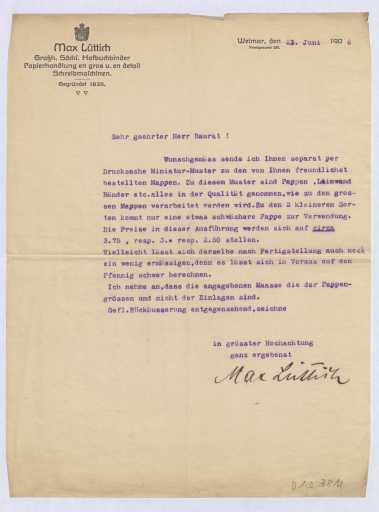 Max Lüttich
Großh. Sächs. Hofbuchbinder
Papierhandlung en gros u. en detail
Schreibmaschinen.
Gegründet 1825.
Weimar, den 23. Juni 190
Sehr geehrter Herr Baurat !
Wunschgemäss sende ich Ihnen separat per
Drucksache Miniatur-Muster zu den von Ihnen freundlichst
bestellten Mappen. Zu diesem Muster sind Pappen ,Leinwand
Bänder etc.alles in der Qualität genommen,wie zu den gros-
sen Mappen verarbeitet werden wird.Zu den 2 kleineren Sor-
ten kommt nur eine etwas schwächere Pappe zur Verwendung.
Die Preise in dieser Ausführung werden sich auf circa
3.75 , resp. 3.= resp. 2.50 stellen.
Vielleicht lässt sich derselbe nach Fertigstellung auch noch
ein wenig ermässigen,denn es lässt sich in Voraus auf den
Pfennig schwer berechnen.
Ich nehme an,dass die angegebenen Maasse die der Pappen-
grössen und nicht der Einlagen sind.
Gefl.Rückäusserung entgegensehend,zeichne
in grösster Hochachtung
ganz ergebenst
Max Lüttich